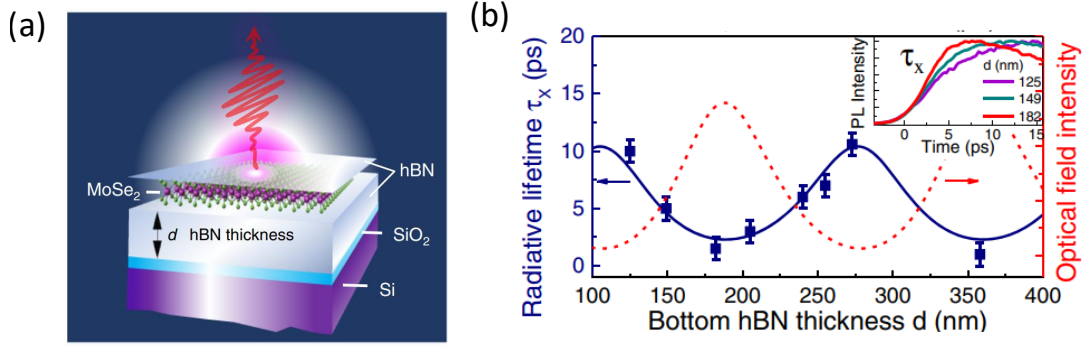 (a)
hBN
MoSe2
d hBN thickness
SiO2
Si
(b)
Radiative lifetime τx (ps)
20
15
10
5
0
100 150 200 250 300 350 400
Bottom hBN thickness d (nm)
Optical field intensity
PL Intensity
τx
d (nm)
125
149
182
0 5 10 15
Time (ps)